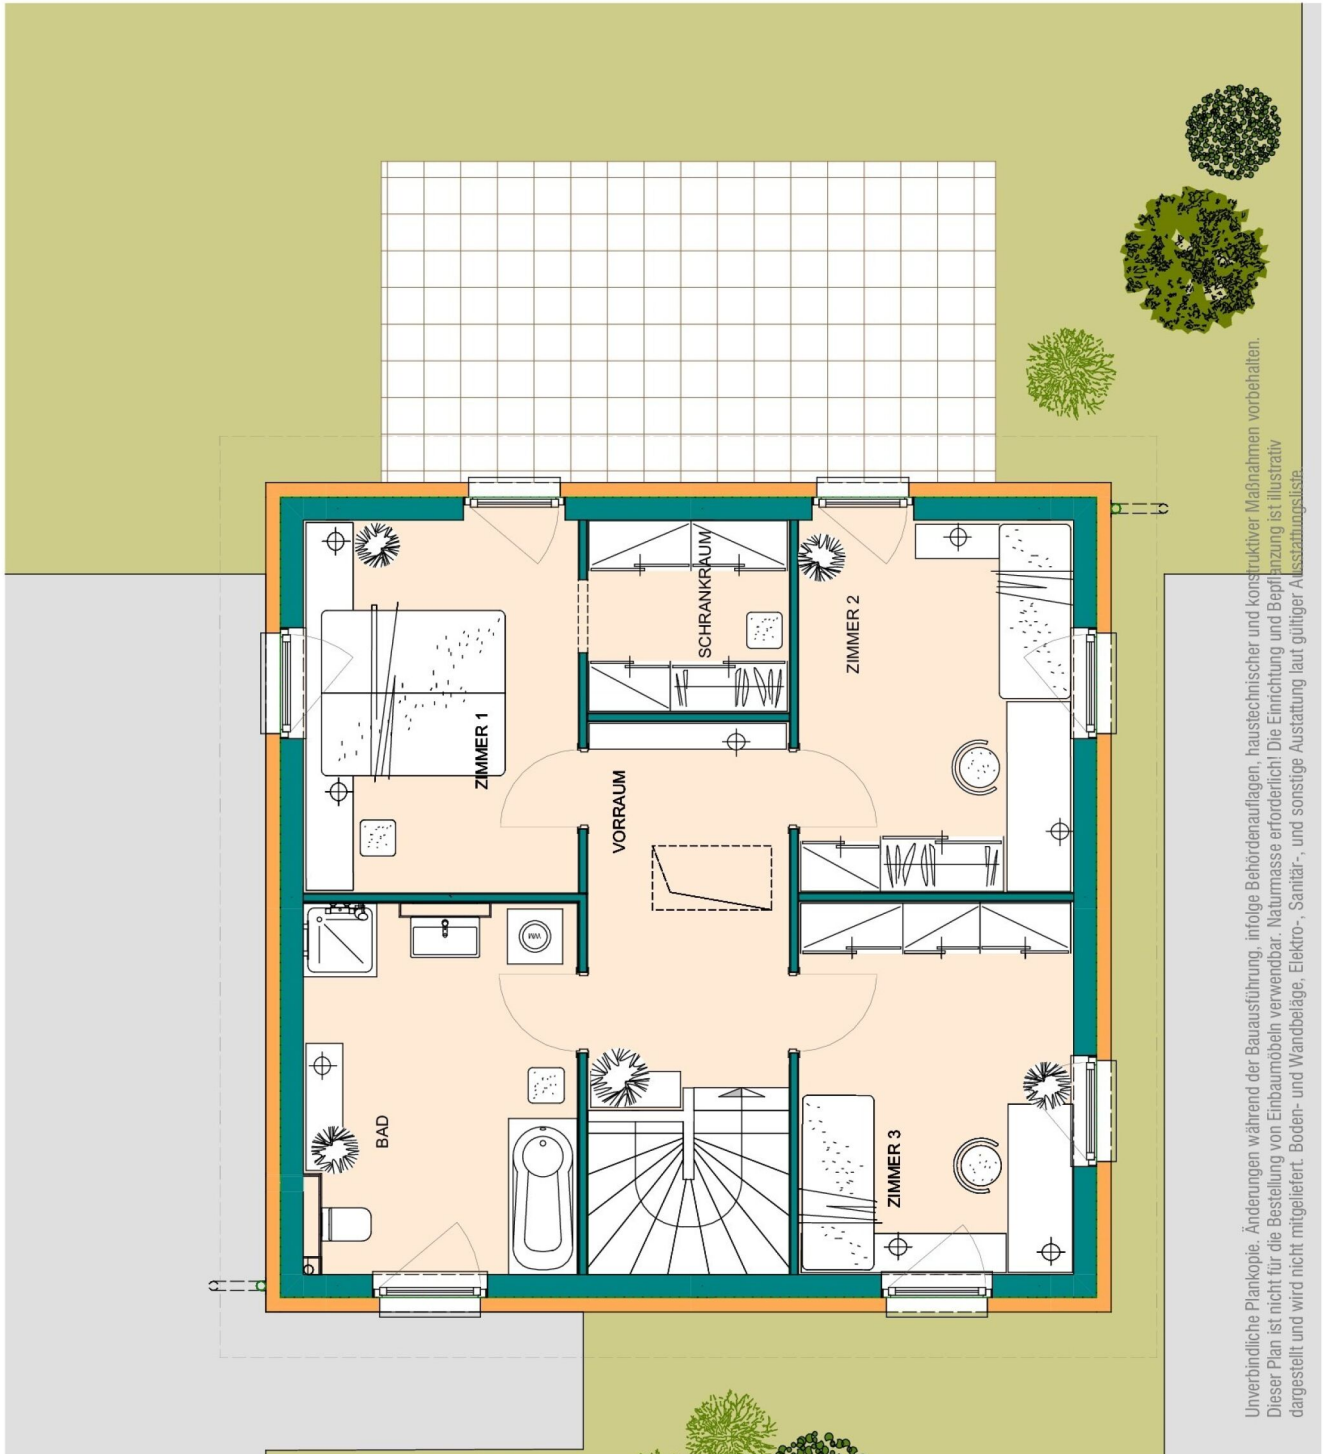 SCHRANKRAUM
ZIMMER 2
ZIMMER 1
VORRAUM
WM
BAD
ZIMMER 3
Unverbindliche Plankopie. Änderungen während der Bauausführung, infolge Behördenauflagen, haustechnischer und konstruktiver Maßnahmen vorbehalten.
Dieser Plan ist nicht für die Bestellung von Einbaumöbeln verwendbar. Naturmasse erforderlich! Die Einrichtung und Bepflanzung ist illustrativ
dargestellt und wird nicht mitgeliefert. Boden- und Wandbeläge, Elektro-, Sanitär-, und sonstige Austattung laut gültiger Ausstattungsliste.